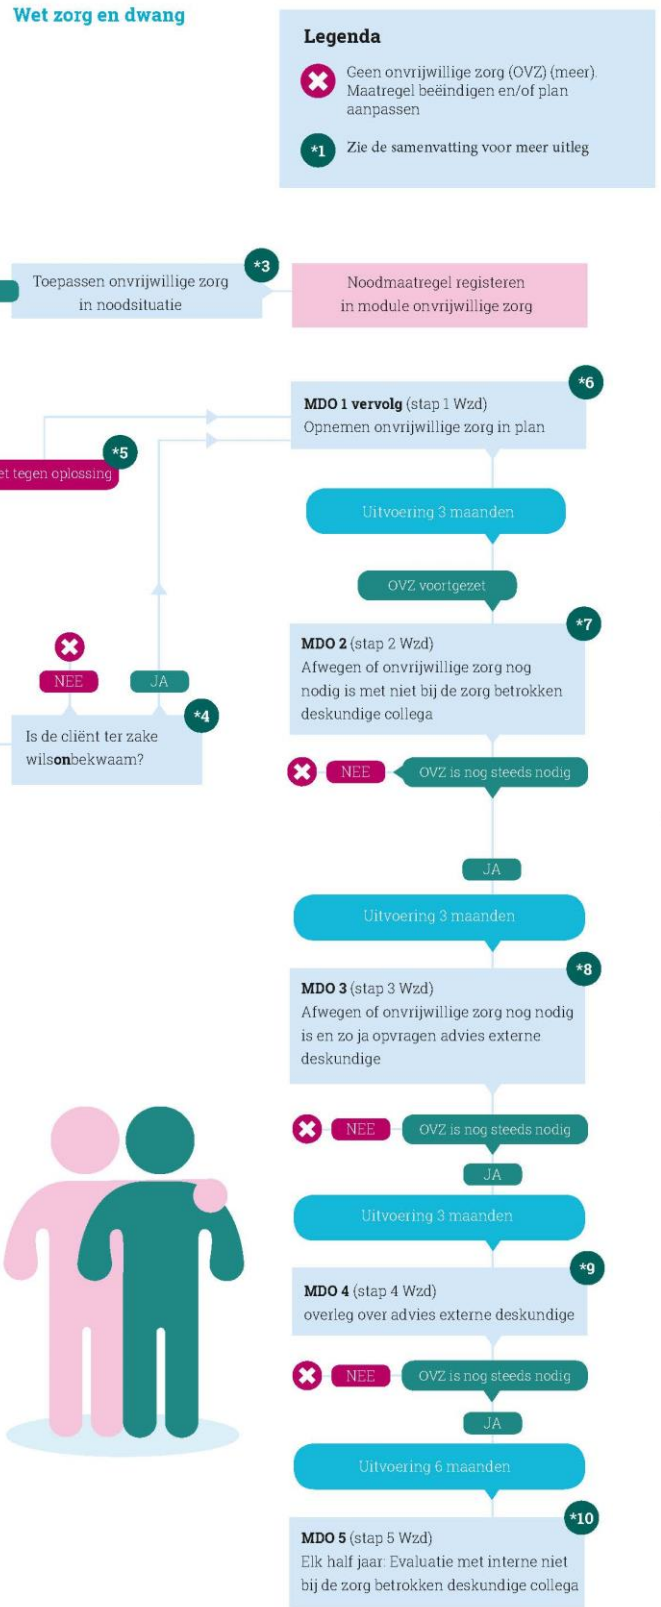 Wet zorg en dwang
Legenda
Geen onvrijwillige zorg (OVZ) (meer).
Maatregel beëindigen en/of plan
aanpassen
*1
Zie de samenvatting voor meer uitleg
*3
Toepassen onvrijwillige zorg
in noodsituatie
Noodmaatregel registeren
in module onvrijwillige zorg
*6
MDO 1 vervolg (stap 1 Wzd)
Opnemen onvrijwillige zorg in plan
*5
et tegen oplossing
Uitvoering 3 maanden
OVZ voortgezet
*7
MDO 2 (stap 2 Wzd)
Afwegen of onvrijwillige zorg nog
nodig is met niet bij de zorg betrokken
deskundige collega
NEE
JA
*4
Is de cliënt ter zake
wilsonbekwaam?
NEE
OVZ is nog steeds nodig
JA
Uitvoering 3 maanden
*8
MDO 3 (stap 3 Wzd)
Afwegen of onvrijwillige zorg nog nodig
is en zo ja opvragen advies externe
deskundige
NEE
OVZ is nog steeds nodig
JA
Uitvoering 3 maanden
*9
MDO 4 (stap 4 Wzd)
overleg over advies externe deskundige
NEE
OVZ is nog steeds nodig
JA
Uitvoering 6 maanden
*10
MDO 5 (stap 5 Wzd)
Elk half jaar: Evaluatie met interne niet
bij de zorg betrokken deskundige collega